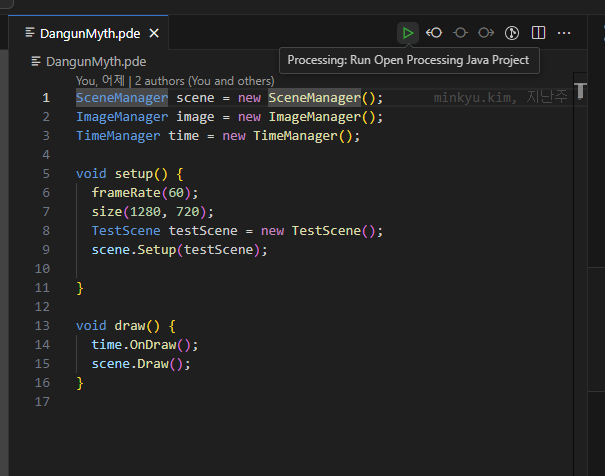 DangunMyth.pde
Processing: Run Open Processing Java Project
DangunMyth.pde
You, 어제 | 2 authors (You and others)
1 SceneManager scene = new SceneManager(); minkyu.kim, 지난주
2 ImageManager image = new ImageManager();
3 TimeManager time = new TimeManager();
4
5 void setup() {
6 frameRate(60);
7 size(1280, 720);
8 TestScene testScene = new TestScene();
9 scene.Setup(testScene);
10
11 }
12
13 void draw() {
14 time.OnDraw();
15 scene.Draw();
16 }
17